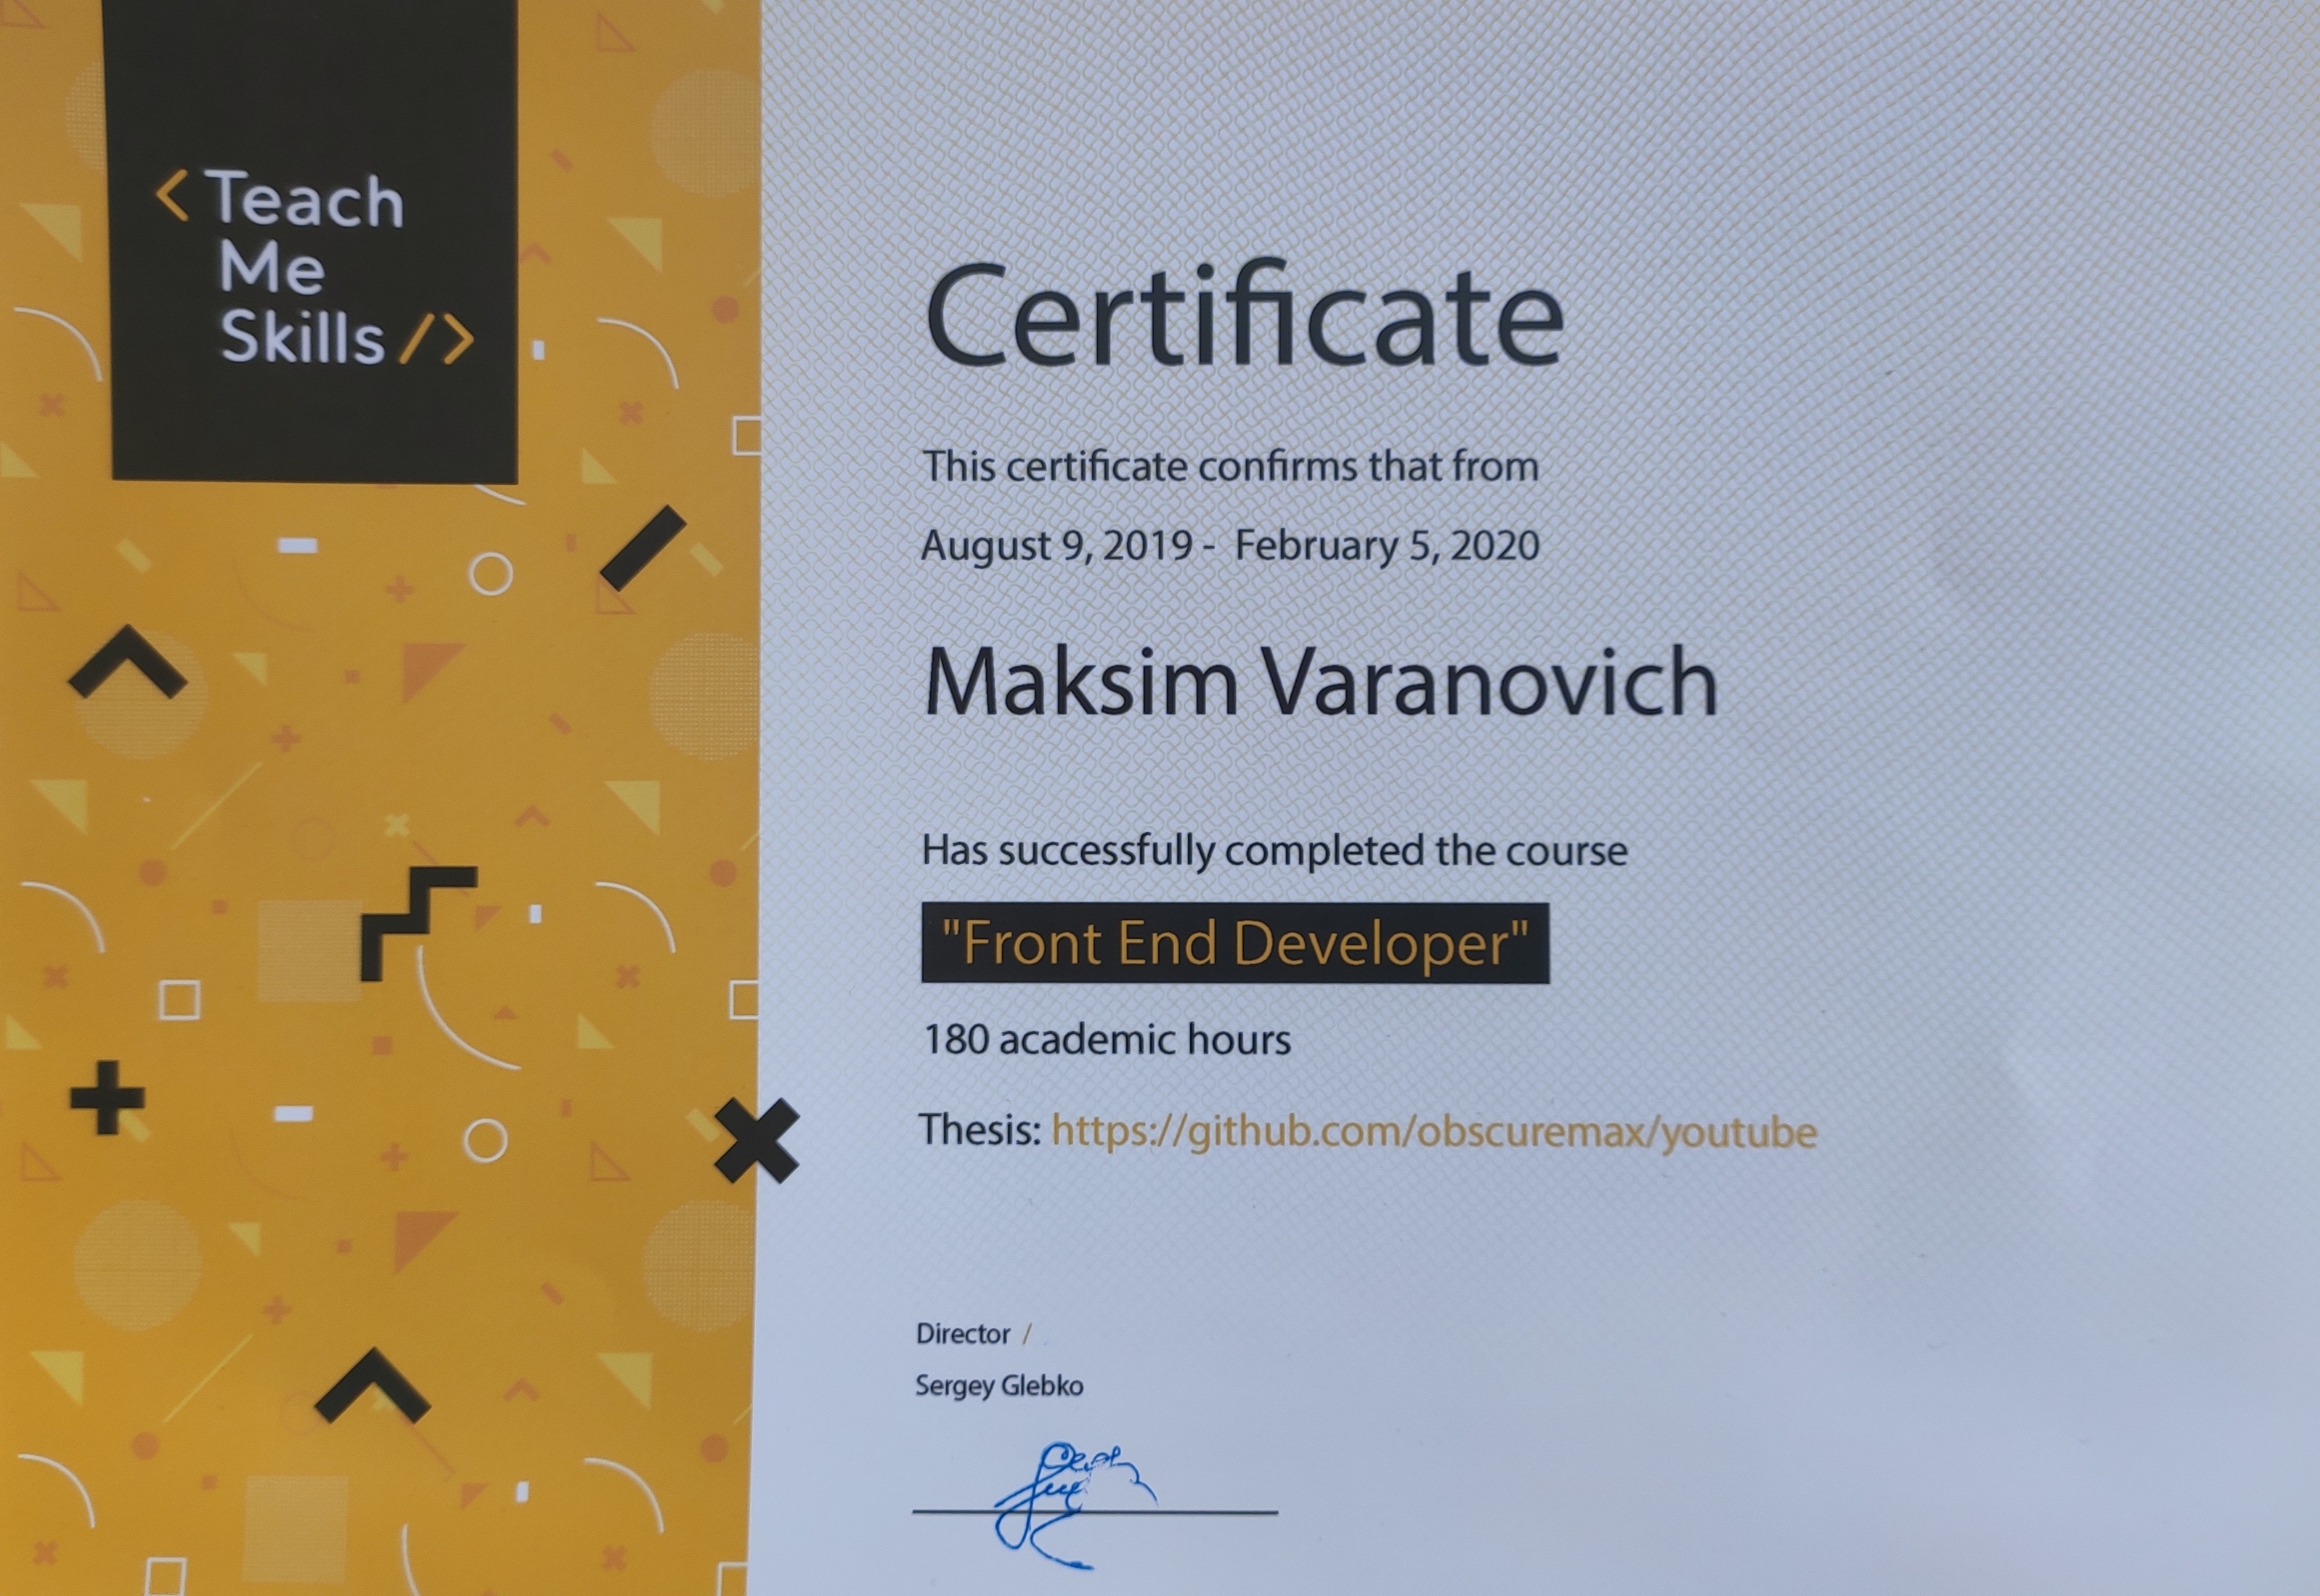 <Teach
Me
Skills/>
Certificate
This certificate confirms that from
August 9, 2019 - February 5, 2020
Maksim Varanovich
Has successfully completed the course
"Front End Developer"
180 academic hours
Thesis: https://github.com/obscuremax/youtube
Director /
Sergey Glebko